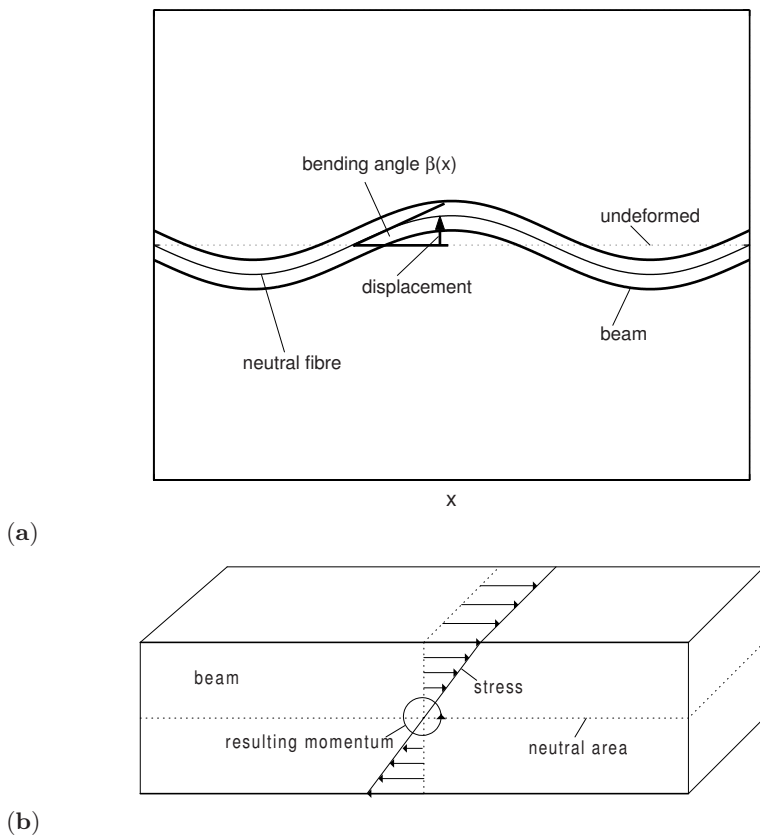 bending angle β(x)
undeformed
displacement
beam
neutral fibre
x
(a)
beam
stress
resulting momentum
neutral area
(b)